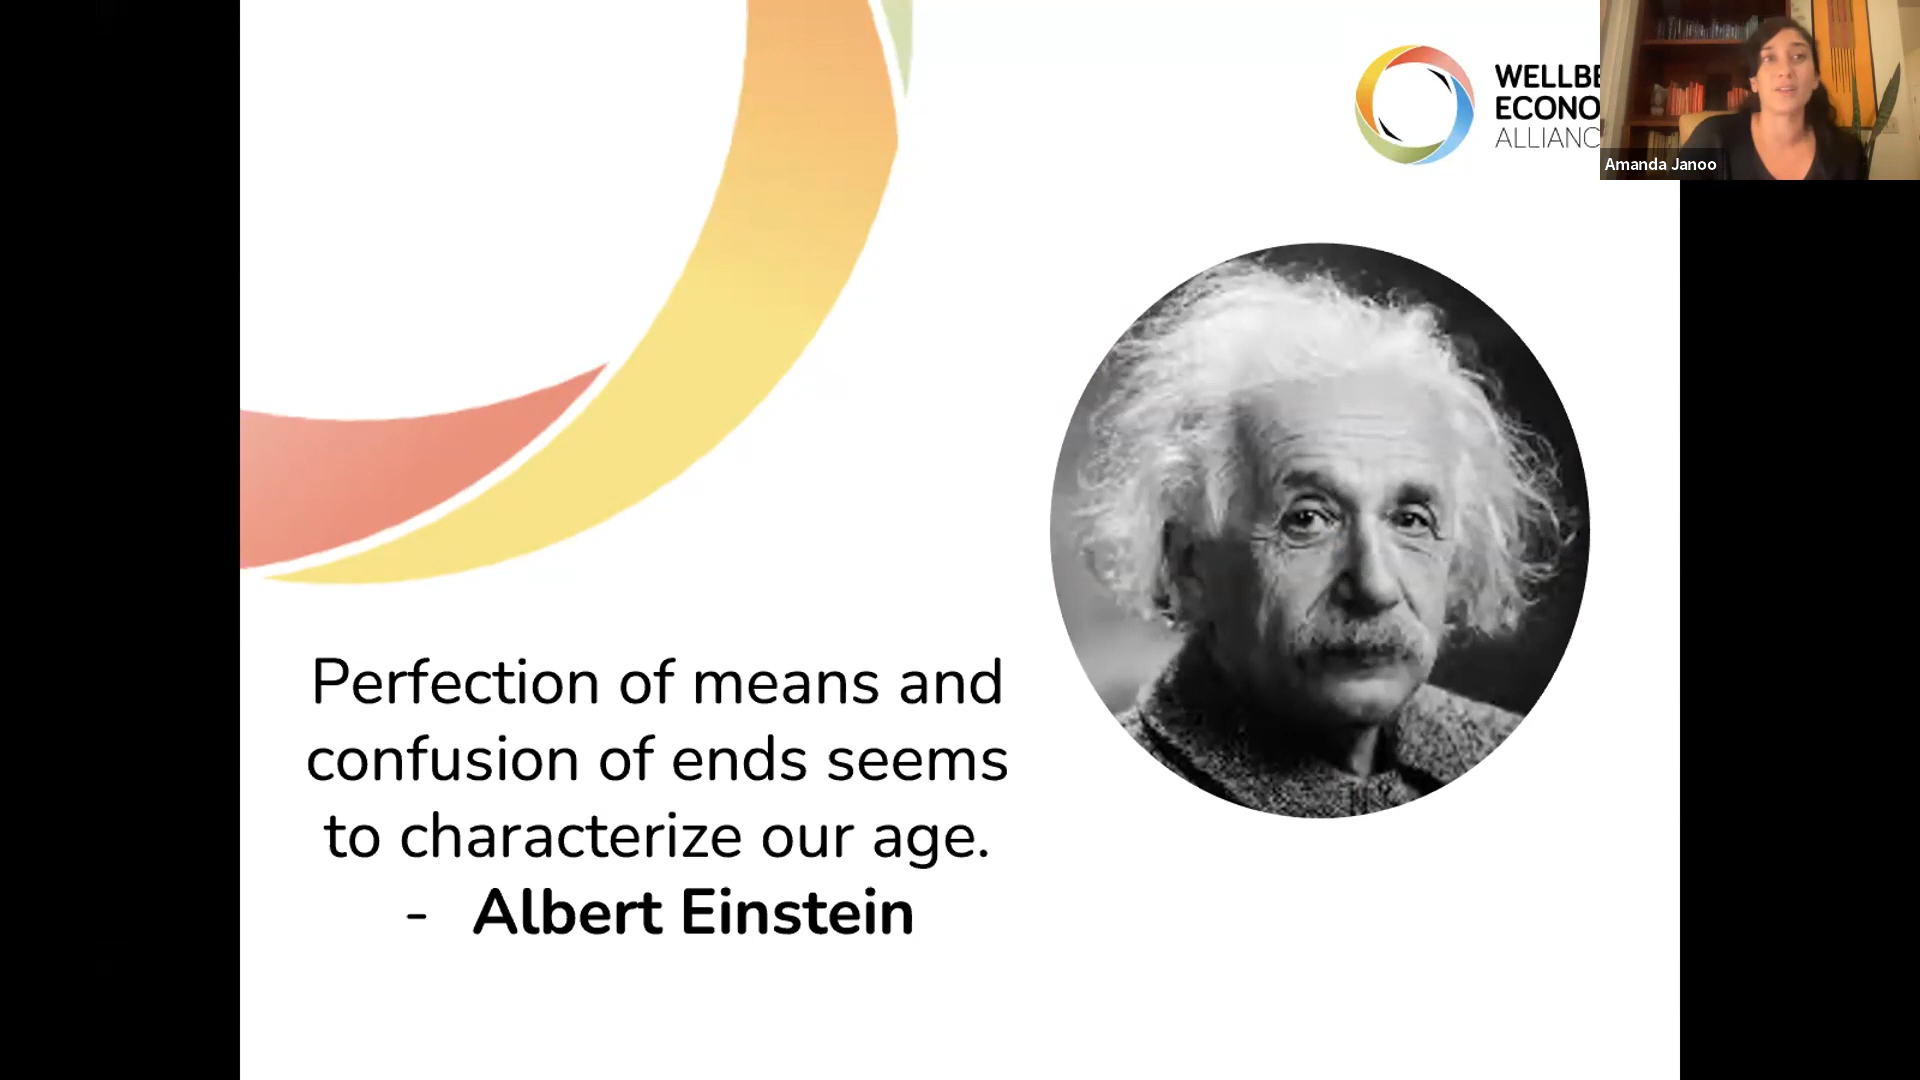 WELLBE
ECONO
ALLIANC
Amanda Janoo
Perfection of means and
confusion of ends seems
to characterize our age.
- Albert Einstein